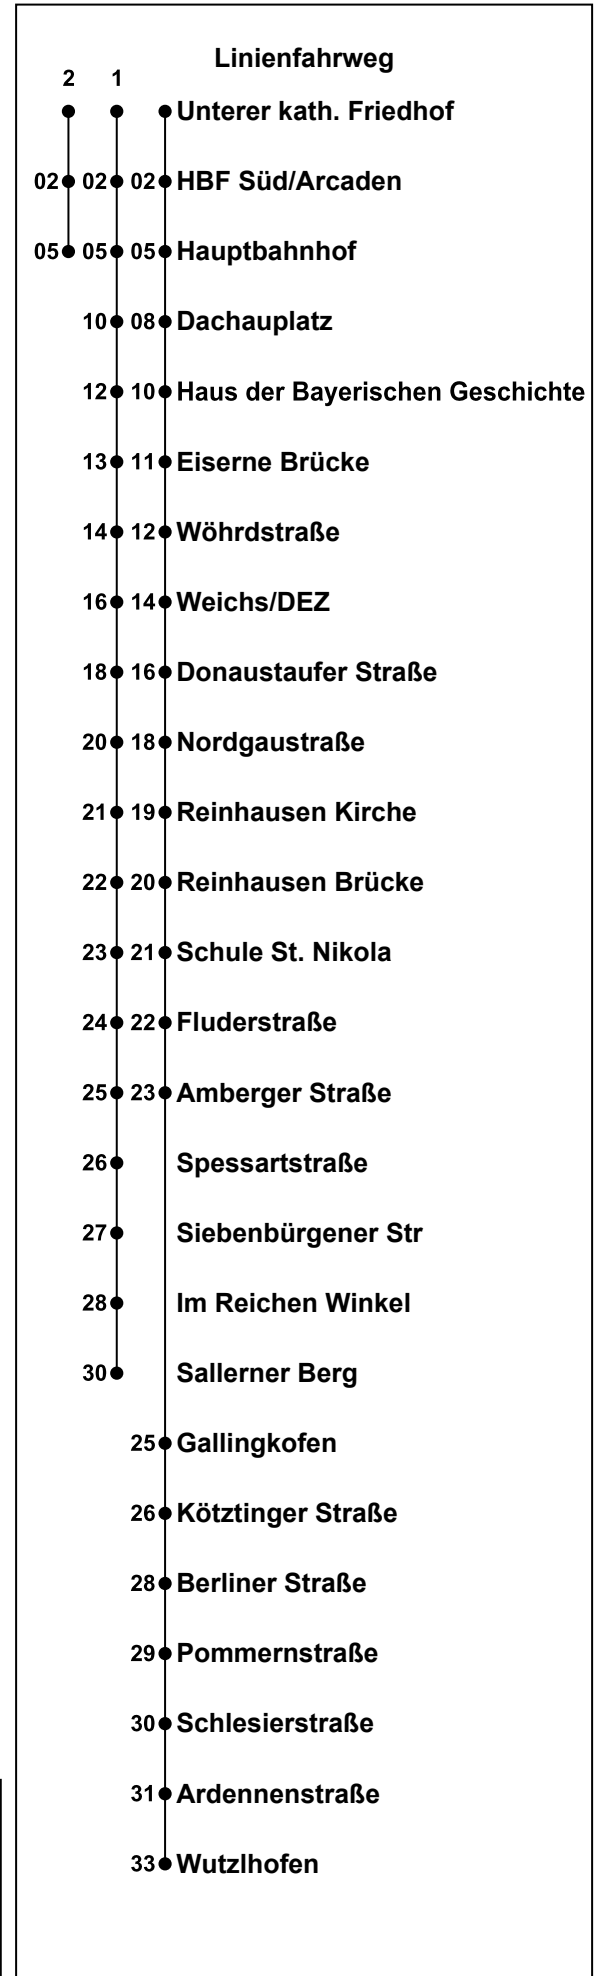 Linienfahrweg
2 1
Unterer kath. Friedhof
02 02 02 HBF Süd/Arcaden
05 05 05 Hauptbahnhof
10 08 Dachauplatz
12 10 Haus der Bayerischen Geschichte
13 11 Eiserne Brücke
14 12 Wöhrdstraße
16 14 Weichs/DEZ
18 16 Donaustaufer Straße
20 18 Nordgaustraße
21 19 Reinhausen Kirche
22 20 Reinhausen Brücke
23 21 Schule St. Nikola
24 22 Fluderstraße
25 23 Amberger Straße
26 Spessartstraße
27 Siebenbürgener Str
28 Im Reichen Winkel
30 Sallerner Berg
25 Gallingkofen
26 Kötztinger Straße
28 Berliner Straße
29 Pommernstraße
30 Schlesierstraße
31 Ardennenstraße
33 Wutzlhofen